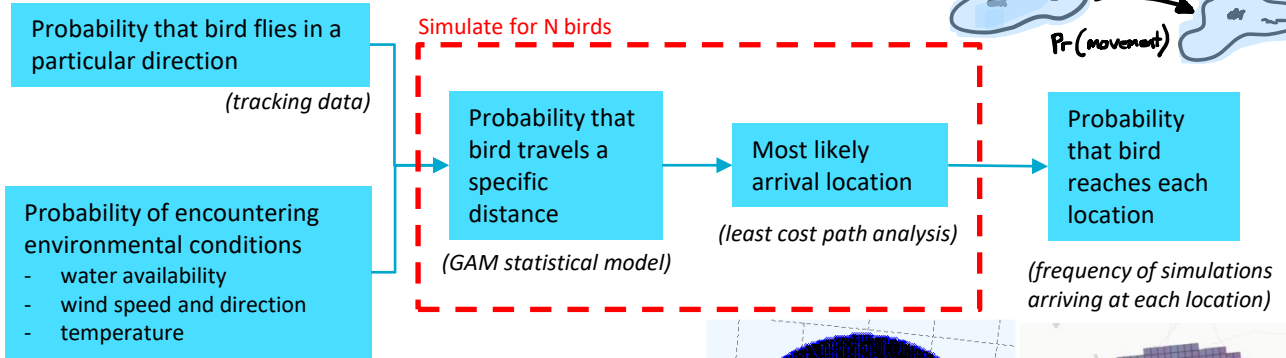 Probability that bird flies in a
particular direction
(tracking data)
Probability of encountering
environmental conditions
- water availability
- wind speed and direction
- temperature
Simulate for N birds
Probability that
bird travels a
specific
distance
(GAM statistical model)
Most likely
arrival location
(least cost path analysis)
Pr(movement)
Probability
that bird
reaches each
location
(frequency of simulations
arriving at each location)